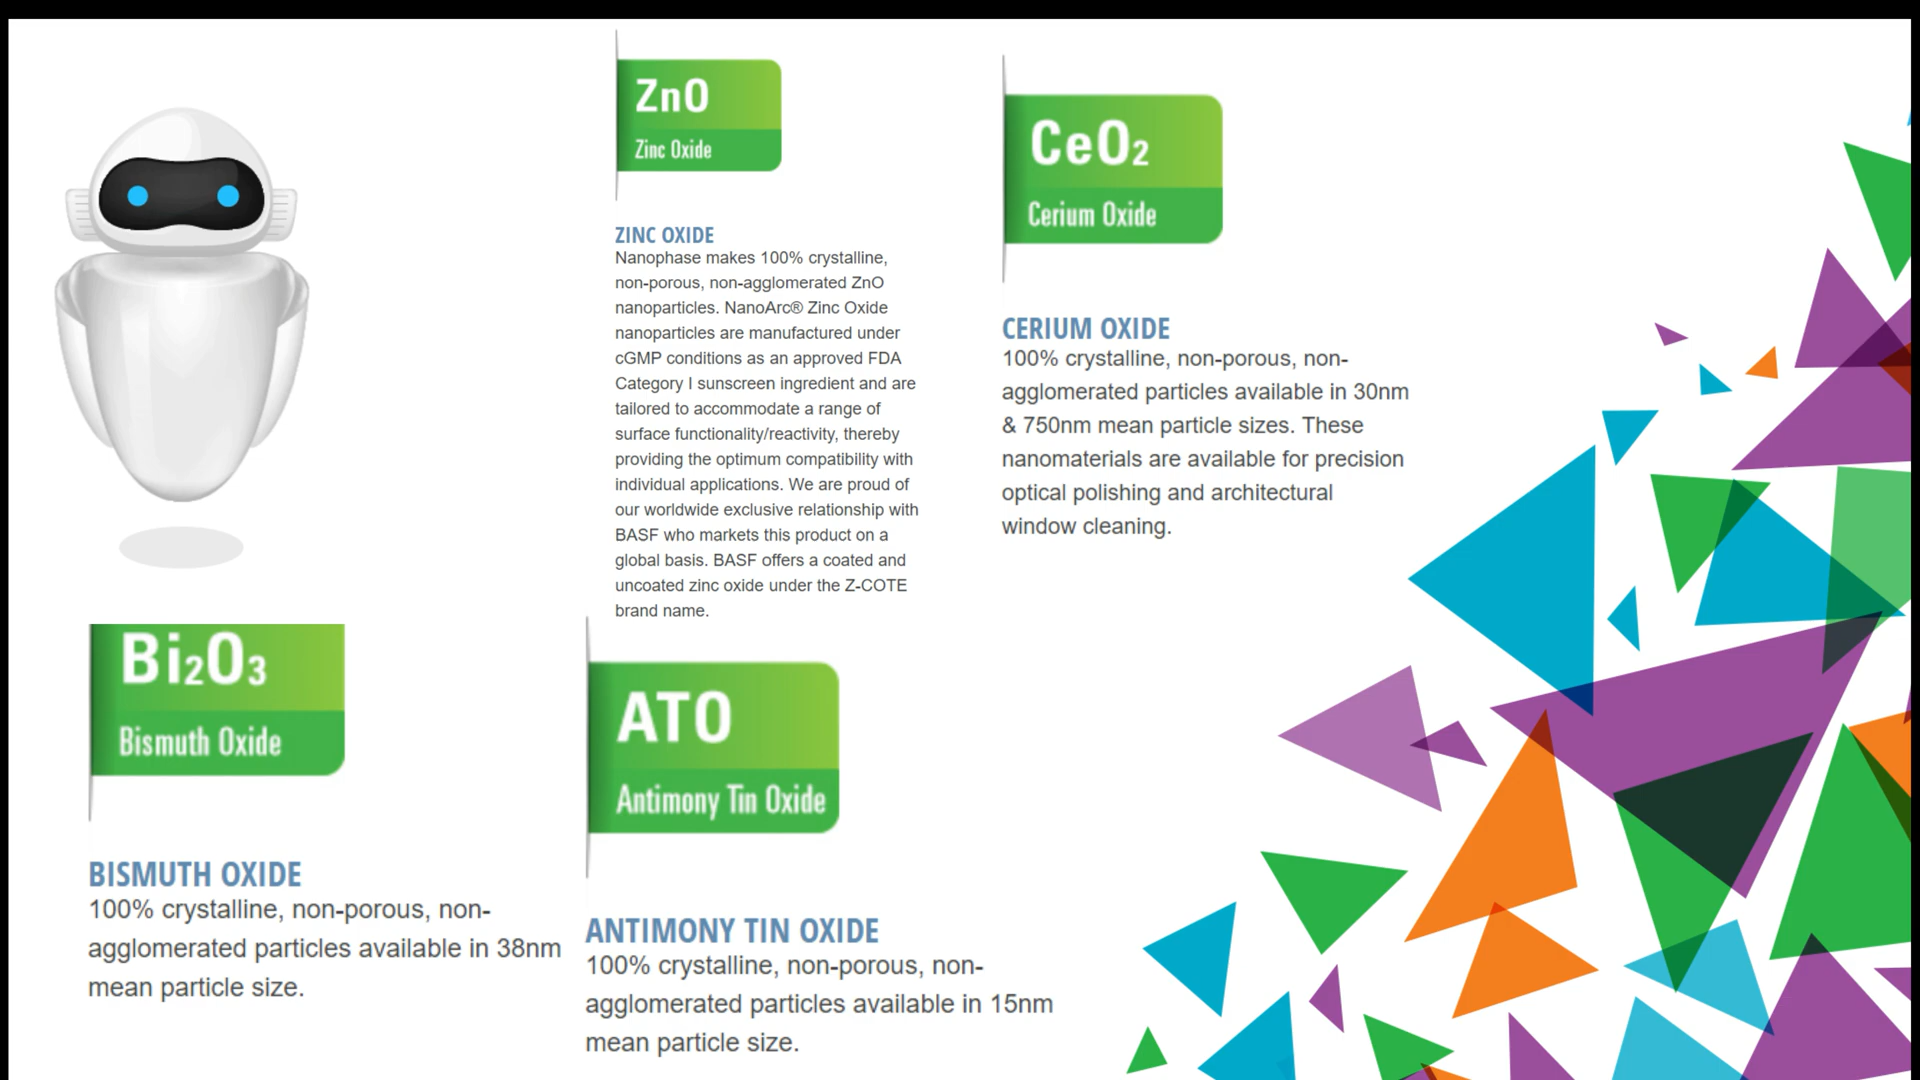 ZnO
Zinc Oxide
ZINC OXIDE
Nanophase makes 100% crystalline,
non-porous, non-agglomerated ZnO
nanoparticles. NanoArc® Zinc Oxide
nanoparticles are manufactured under
cGMP conditions as an approved FDA
Category I sunscreen ingredient and are
tailored to accommodate a range of
surface functionality/reactivity, thereby
providing the optimum compatibility with
individual applications. We are proud of
our worldwide exclusive relationship with
BASF who markets this product on a
global basis. BASF offers a coated and
uncoated zinc oxide under the Z-COTE
brand name.
CeO₂
Cerium Oxide
CERIUM OXIDE
100% crystalline, non-porous, non-
agglomerated particles available in 30nm
& 750nm mean particle sizes. These
nanomaterials are available for precision
optical polishing and architectural
window cleaning.
Bi₂O₃
Bismuth Oxide
BISMUTH OXIDE
100% crystalline, non-porous, non-
agglomerated particles available in 38nm
mean particle size.
ATO
Antimony Tin Oxide
ANTIMONY TIN OXIDE
100% crystalline, non-porous, non-
agglomerated particles available in 15nm
mean particle size.